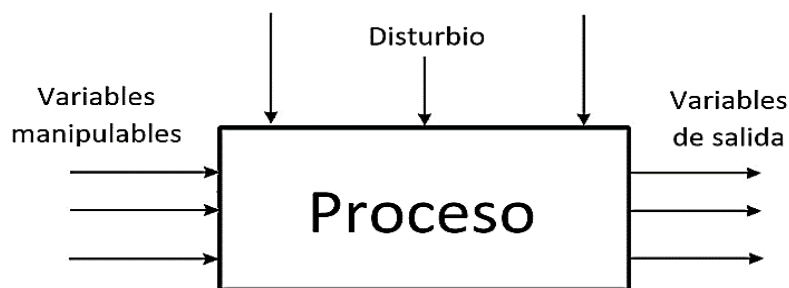 Disturbio
Variables
manipulables
Variables
de salida
Proceso